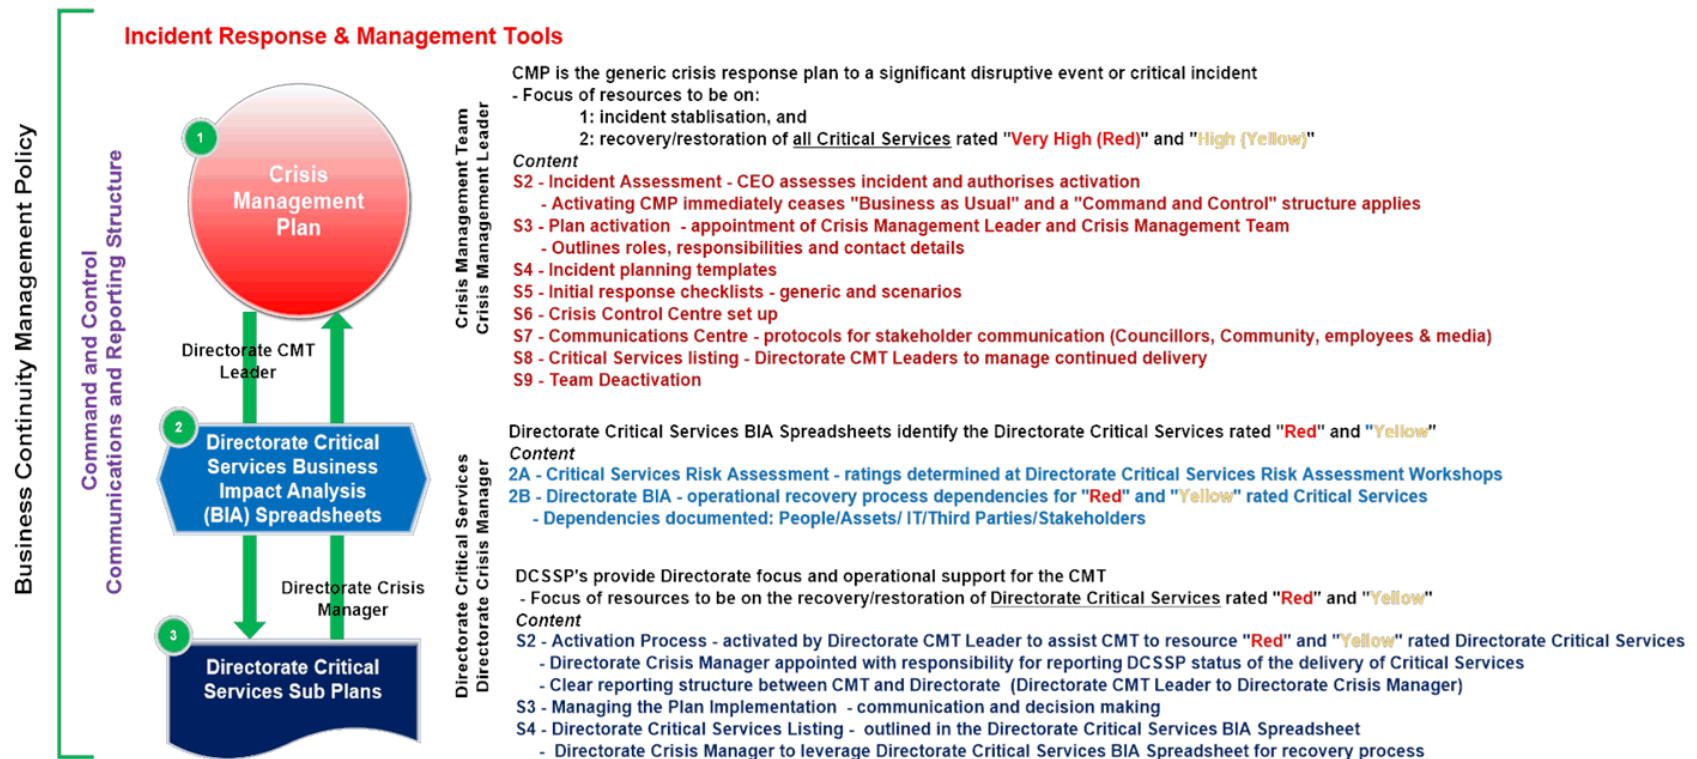 Business Continuity Management Policy
Command and Control
Communications and Reporting Structure
Incident Response & Management Tools
1
Crisis
Management
Plan
Directorate CMT
Leader
2
Directorate Critical
Services Business
Impact Analysis
(BIA) Spreadsheets
Directorate Crisis
Manager
3
Directorate Critical
Services Sub Plans
Crisis Management Team
Crisis Management Leader
CMP is the generic crisis response plan to a significant disruptive event or critical incident
- Focus of resources to be on:
1: incident stablisation, and
2: recovery/restoration of all Critical Services rated "Very High (Red)" and "High {Yellow)"
Content
S2 - Incident Assessment - CEO assesses incident and authorises activation
- Activating CMP immediately ceases "Business as Usual" and a "Command and Control" structure applies
S3 - Plan activation - appointment of Crisis Management Leader and Crisis Management Team
- Outlines roles, responsibilities and contact details
S4 - Incident planning templates
S5 - Initial response checklists - generic and scenarios
S6 - Crisis Control Centre set up
S7 - Communications Centre - protocols for stakeholder communication (Councillors, Community, employees & media)
S8 - Critical Services listing - Directorate CMT Leaders to manage continued delivery
S9 - Team Deactivation
Directorate Critical Services
Directorate Crisis Manager
Directorate Critical Services BIA Spreadsheets identify the Directorate Critical Services rated "Red" and "Yellow"
Content
2A - Critical Services Risk Assessment - ratings determined at Directorate Critical Services Risk Assessment Workshops
2B - Directorate BIA - operational recovery process dependencies for "Red" and "Yellow" rated Critical Services
- Dependencies documented: People/Assets/ IT/Third Parties/Stakeholders
DCSSP's provide Directorate focus and operational support for the CMT
- Focus of resources to be on the recovery/restoration of Directorate Critical Services rated "Red" and "Yellow"
Content
S2 - Activation Process - activated by Directorate CMT Leader to assist CMT to resource "Red" and "Yellow" rated Directorate Critical Services
- Directorate Crisis Manager appointed with responsibility for reporting DCSSP status of the delivery of Critical Services
- Clear reporting structure between CMT and Directorate (Directorate CMT Leader to Directorate Crisis Manager)
S3 - Managing the Plan Implementation - communication and decision making
S4 - Directorate Critical Services Listing - outlined in the Directorate Critical Services BIA Spreadsheet
- Directorate Crisis Manager to leverage Directorate Critical Services BIA Spreadsheet for recovery process